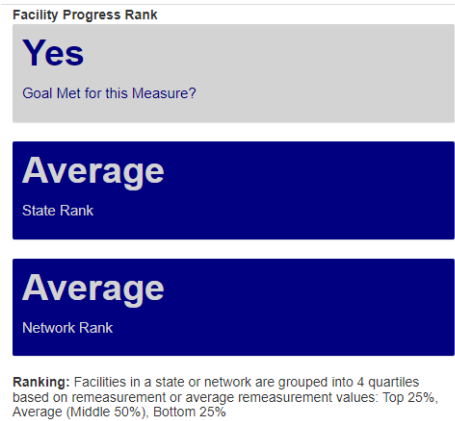 Facility Progress Rank
Yes
Goal Met for this Measure?
Average
State Rank
Average
Network Rank
Ranking: Facilities in a state or network are grouped into 4 quartiles
based on remeasurement or average remeasurement values: Top 25%,
Average (Middle 50%), Bottom 25%